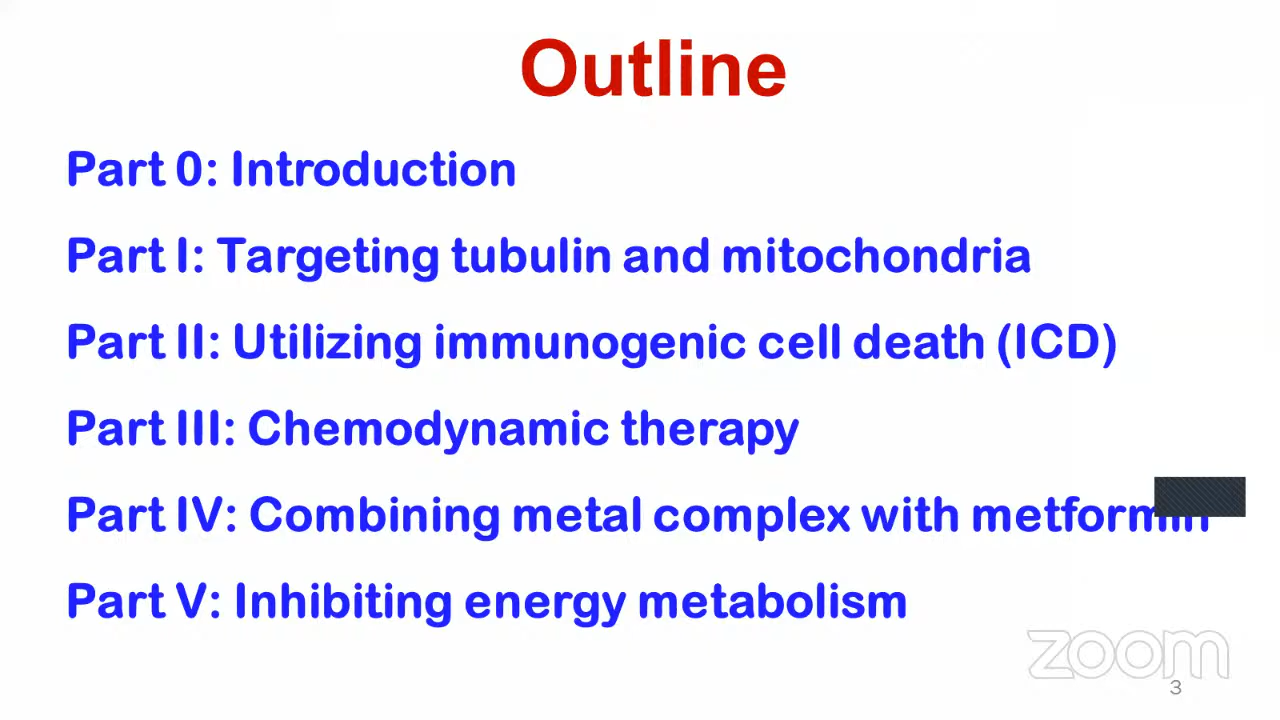 Outline
Part 0: Introduction
Part I: Targeting tubulin and mitochondria
Part II: Utilizing immunogenic cell death (ICD)
Part III: Chemodynamic therapy
Part IV: Combining metal complex with metformin
Part V: Inhibiting energy metabolism
zoom
3